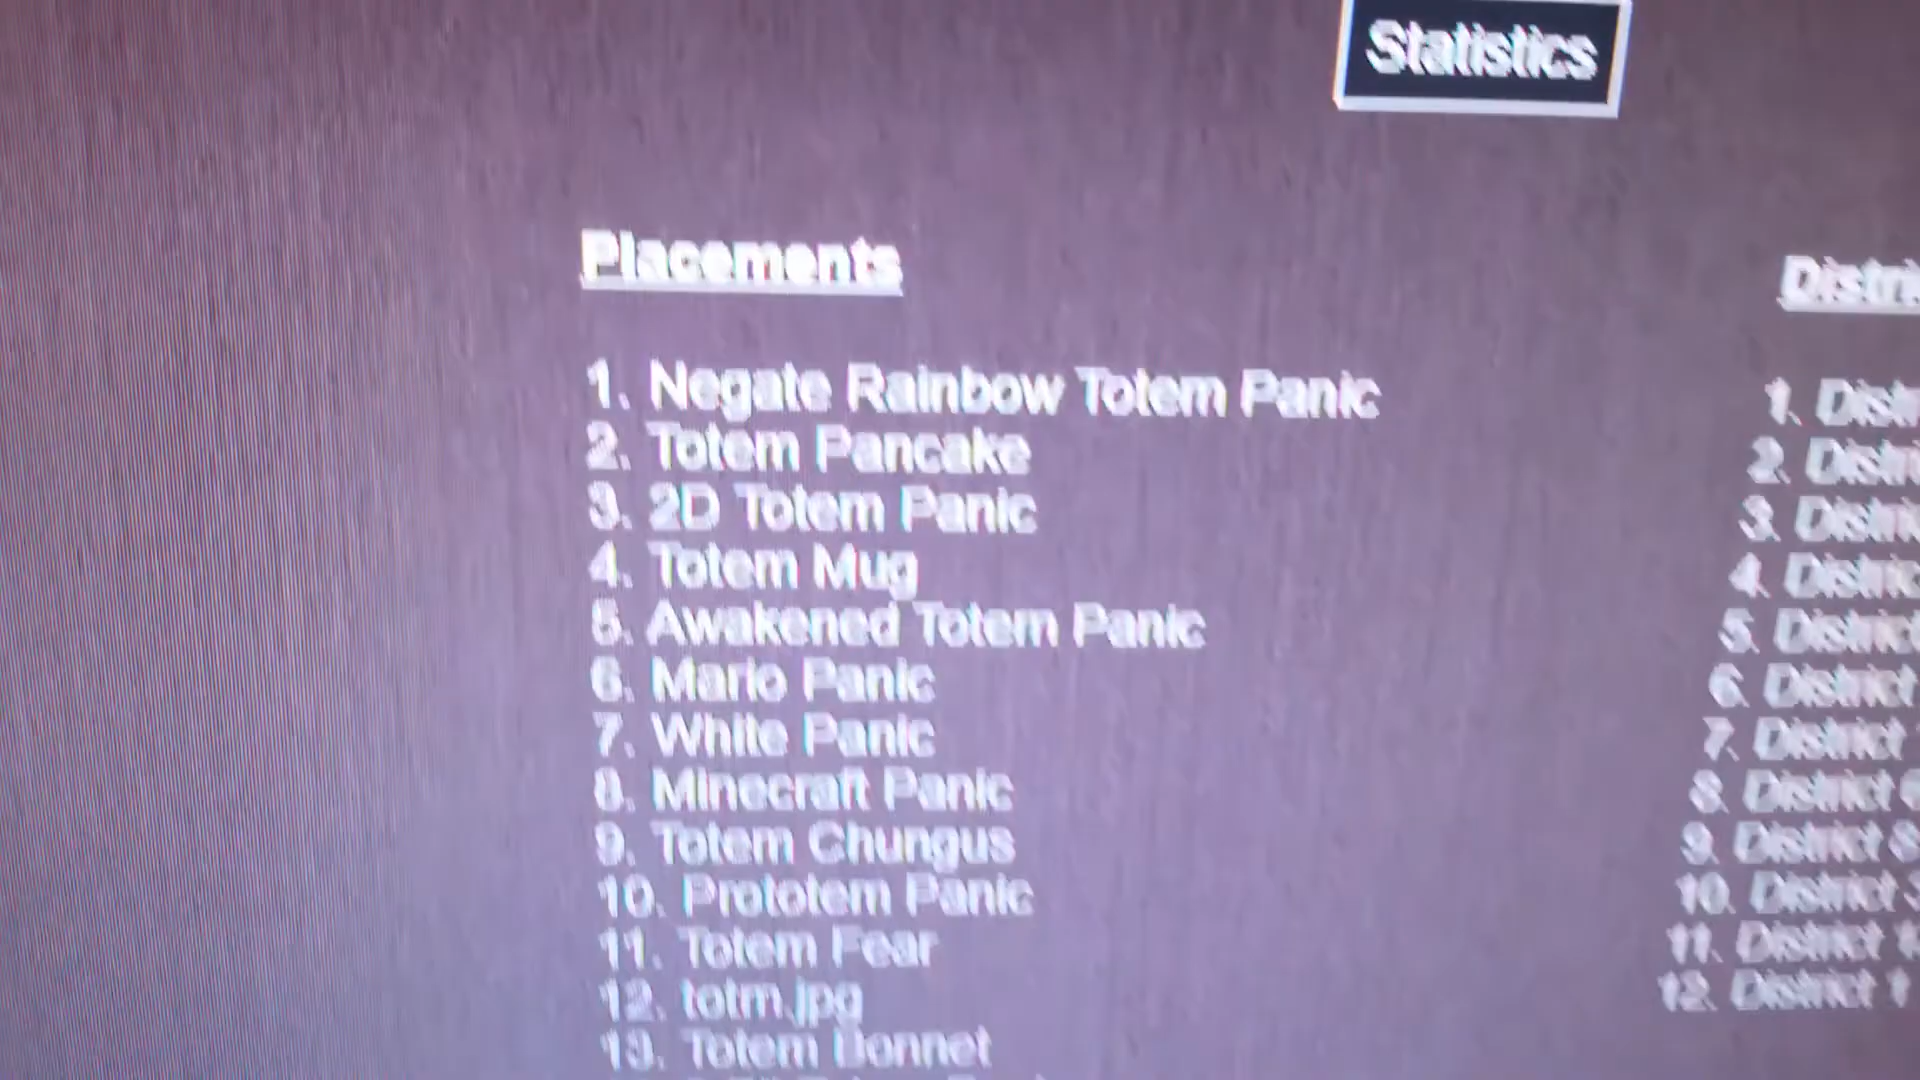 Statistics
Placements
1. Negate Rainbow Totem Panic
2. Totem Pancake
3. 2D Totem Panic
4. Totem Mug
5. Awakened Totem Panic
6. Mario Panic
7. White Panic
8. Minecraft Panic
9. Totem Chungus
10. Prototem Panic
11. Totem Fear
12. totm.jpg
13. Totem Bonnet
1.
2.
3.
4.
5.
6. District
7. District
8. District
9. District
10. District
11. District
12. District 1